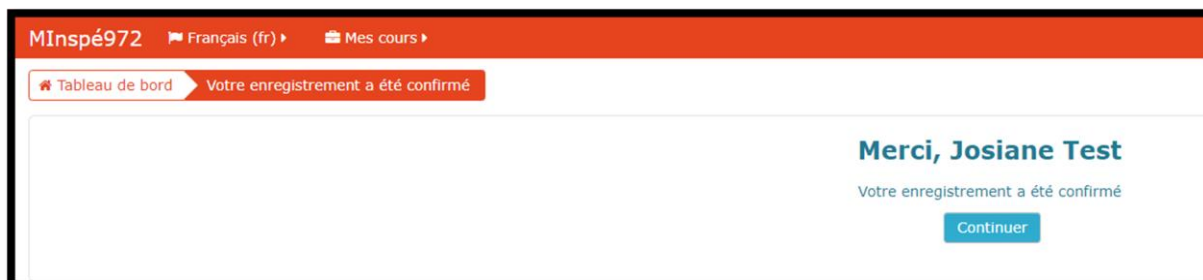 MInspé972 Français (fr) Mes cours
Tableau de bord Votre enregistrement a été confirmé
Merci, Josiane Test
Votre enregistrement a été confirmé
Continuer